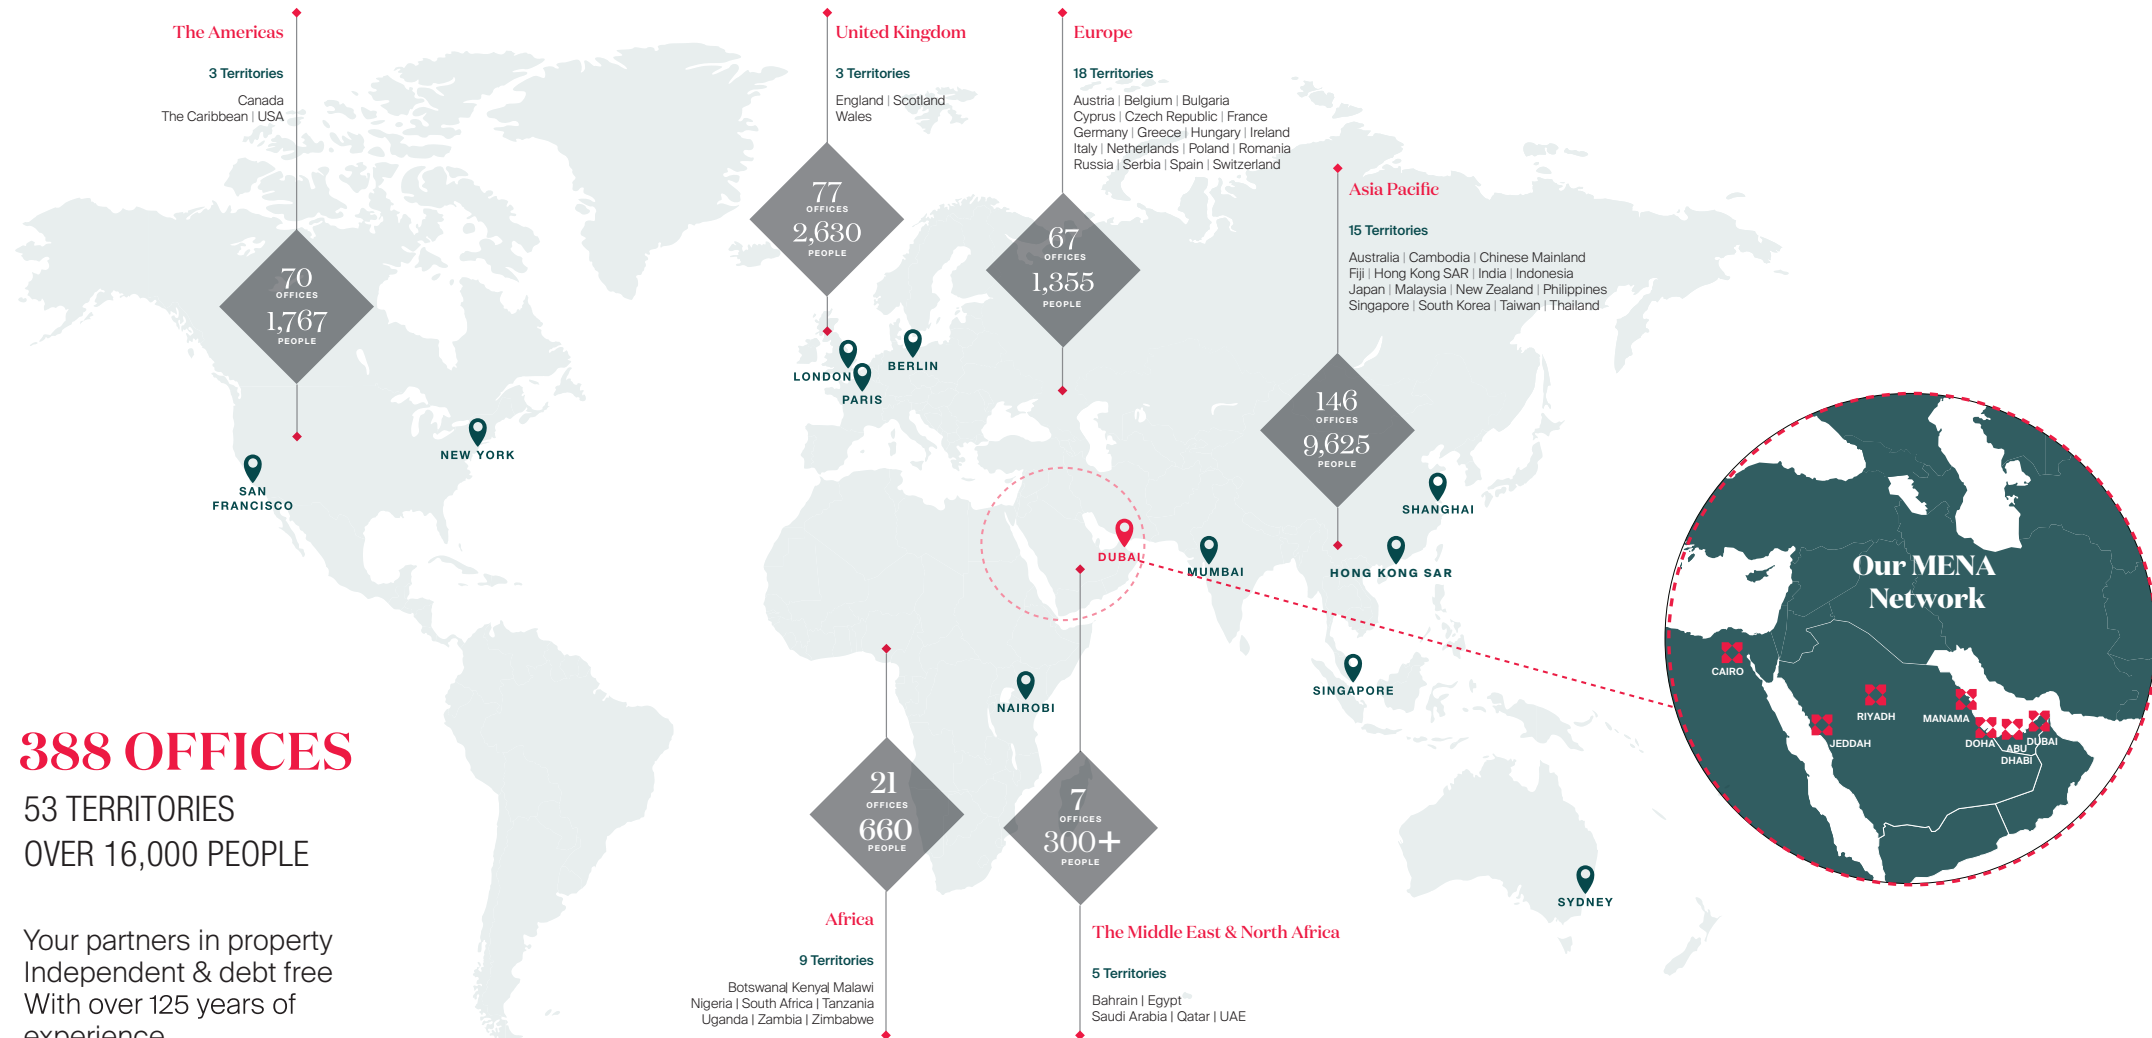 The Americas
3 Territories
Canada
The Caribbean | USA
70
OFFICES
1,767
PEOPLE
United Kingdom
3 Territories
England | Scotland
Wales
77
OFFICES
2,630
PEOPLE
Europe
18 Territories
Austria | Belgium | Bulgaria
Cyprus | Czech Republic | France
Germany | Greece | Hungary | Ireland
Italy | Netherlands | Poland | Romania
Russia | Serbia | Spain | Switzerland
67
OFFICES
1,355
PEOPLE
Asia Pacific
15 Territories
Australia | Cambodia | Chinese Mainland
Fiji | Hong Kong SAR | India | Indonesia
Japan | Malaysia | New Zealand | Philippines
Singapore | South Korea | Taiwan | Thailand
146
OFFICES
9,625
PEOPLE
SAN
FRANCISCO
NEW YORK
LONDON
PARIS
BERLIN
DUBAI
MUMBAI
SHANGHAI
HONG KONG SAR
SINGAPORE
NAIROBI
SYDNEY
Our MENA
Network
CAIRO
RIYADH
JEDDAH
MANAMA
DOHA
ABU
DHABI
DUBAI
388 OFFICES
53 TERRITORIES
OVER 16,000 PEOPLE
Your partners in property
Independent & debt free
With over 125 years of
experience
21
OFFICES
660
PEOPLE
Africa
9 Territories
Botswana| Kenya| Malawi
Nigeria | South Africa | Tanzania
Uganda | Zambia | Zimbabwe
7
OFFICES
300+
PEOPLE
The Middle East & North Africa
5 Territories
Bahrain | Egypt
Saudi Arabia | Qatar | UAE